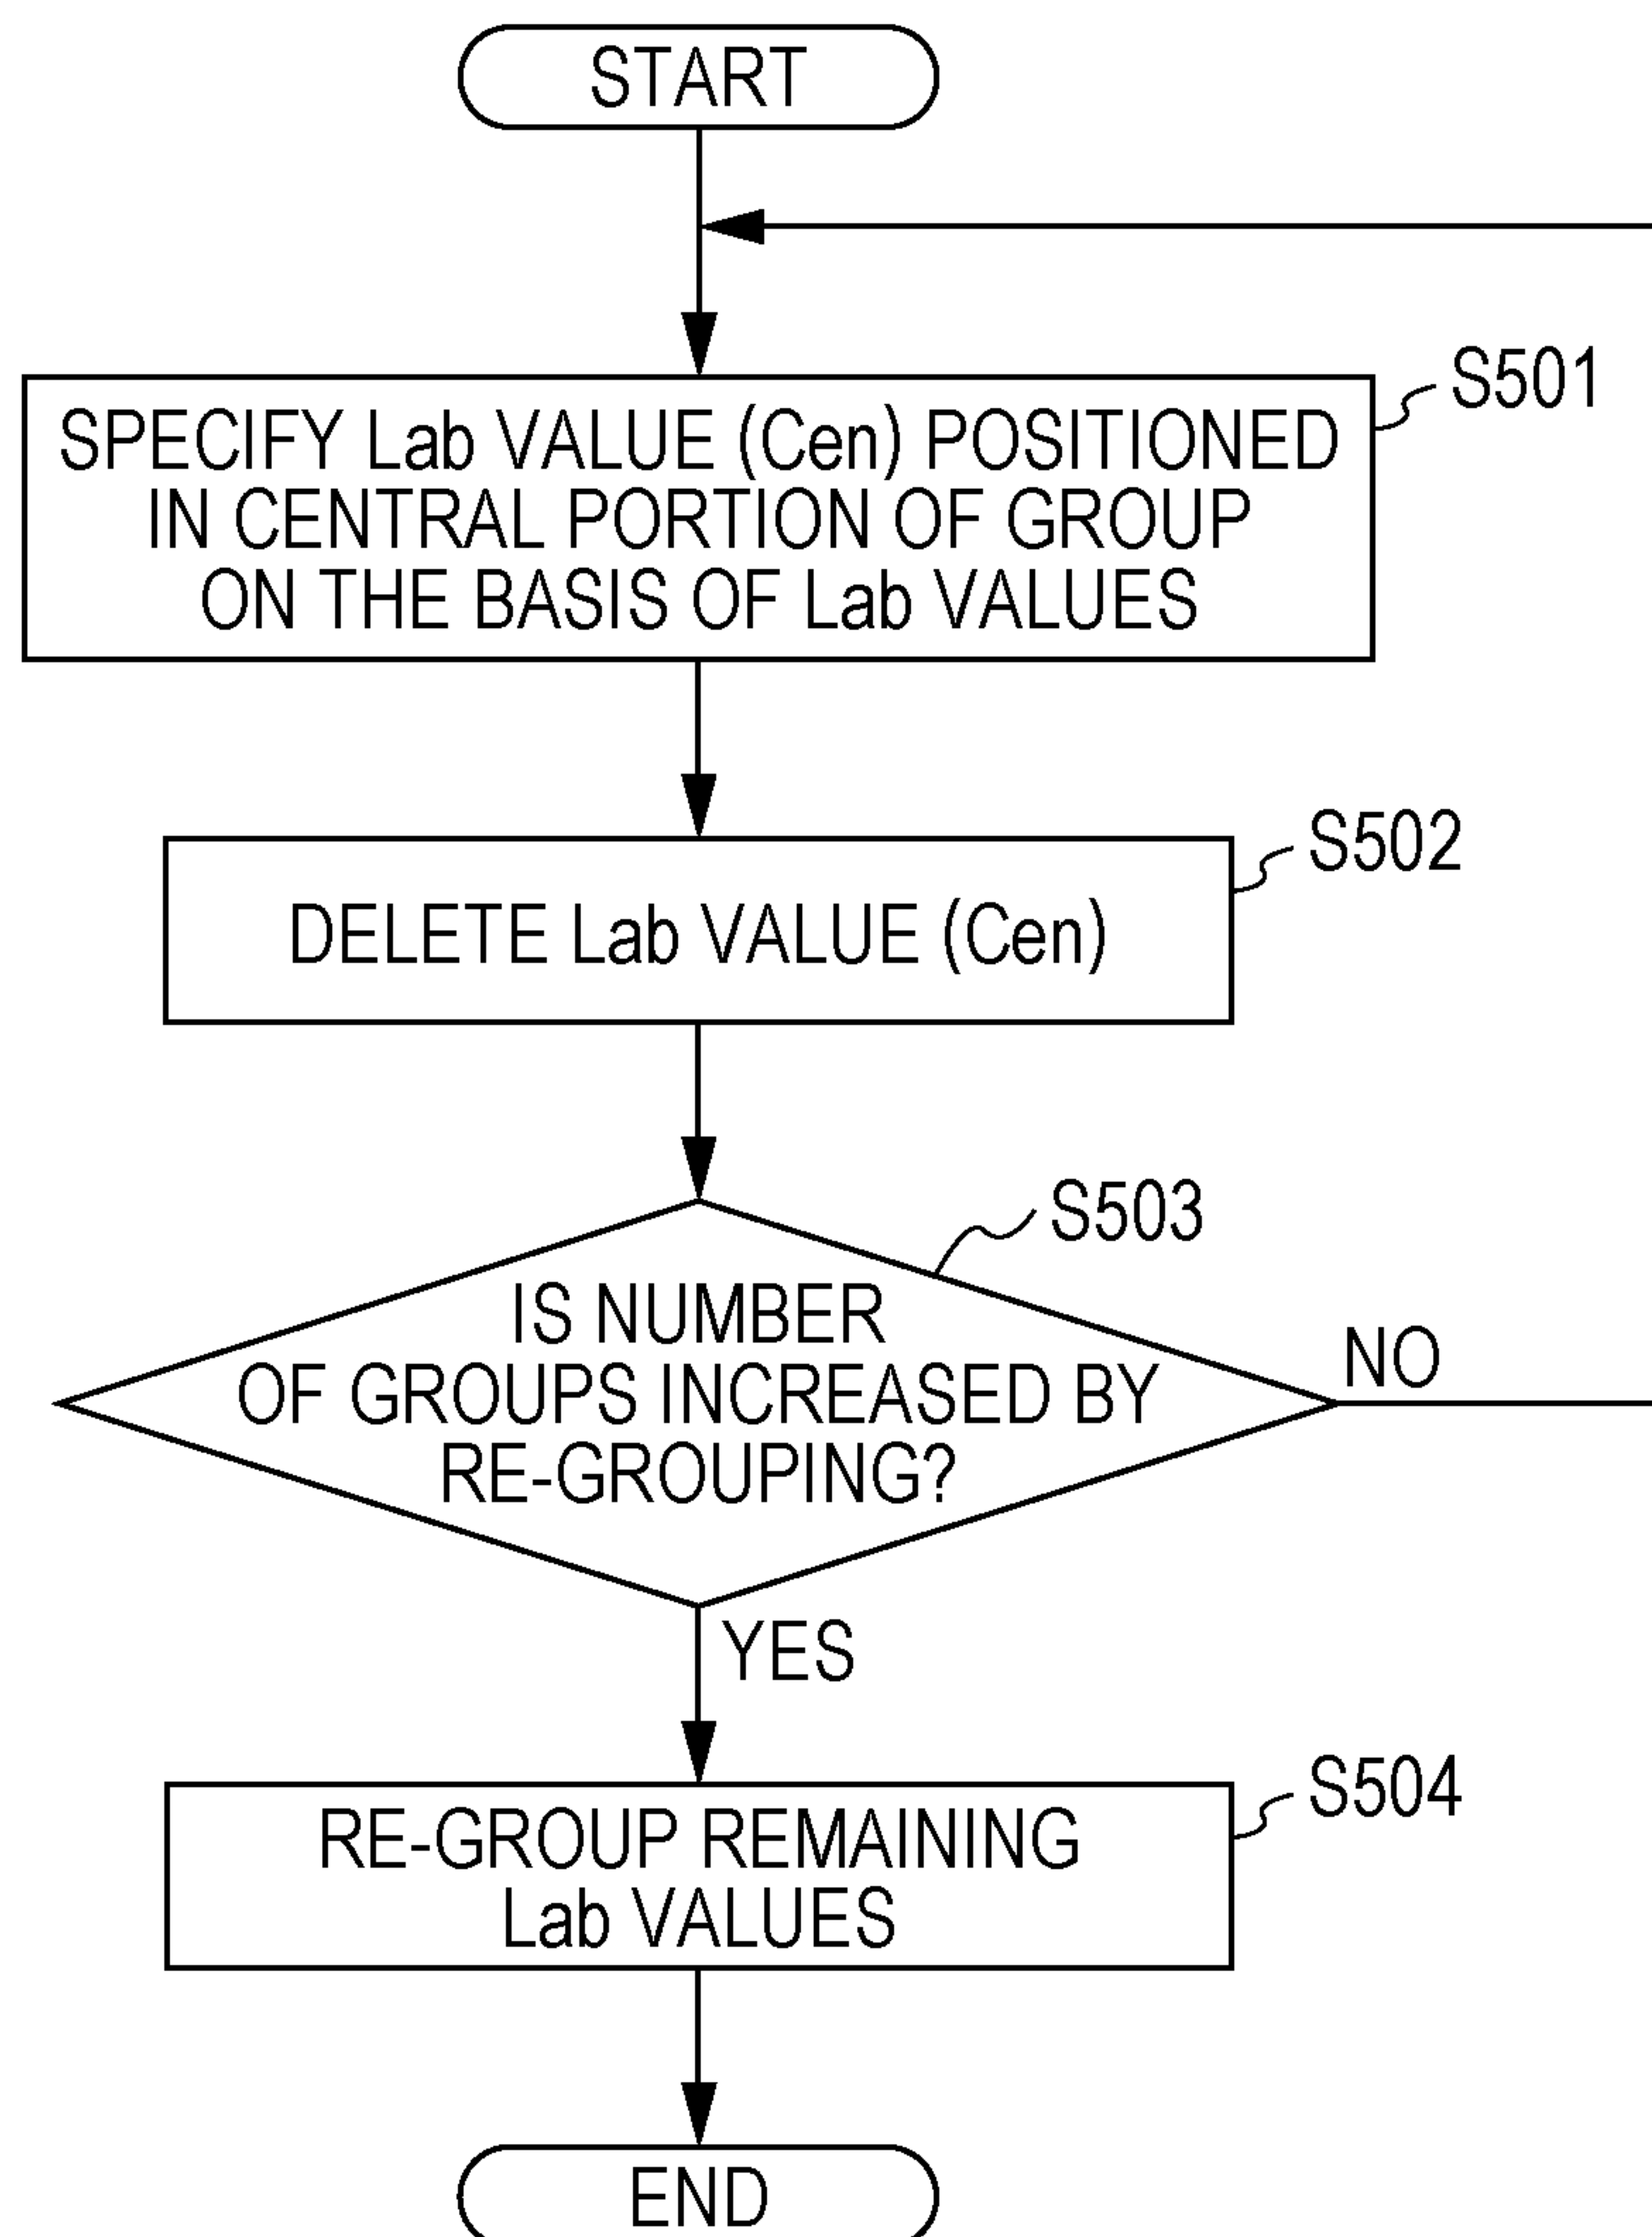 START
S501
SPECIFY Lab VALUE (Cen) POSITIONED
IN CENTRAL PORTION OF GROUP
ON THE BASIS OF Lab VALUES
S502
DELETE Lab VALUE (Cen)
S503
IS NUMBER
OF GROUPS INCREASED BY
RE-GROUPING?
NO
YES
S504
RE-GROUP REMAINING
Lab VALUES
END